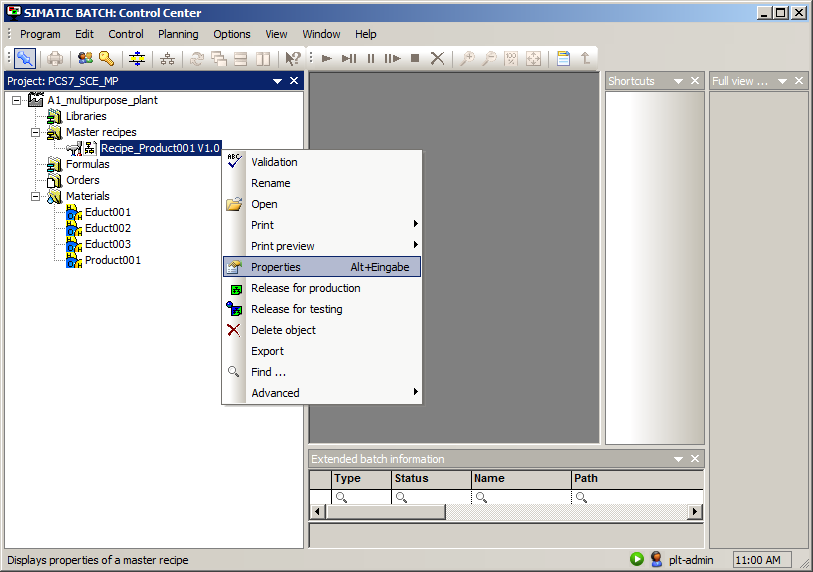 SIMATIC BATCH: Control Center
Program Edit Control Planning Options View Window Help
Project: PCS7_SCE_MP
Shortcuts
Full view ...
A1_multipurpose_plant
Libraries
Master recipes
Recipe_Product001 V1.0
Formulas
Orders
Materials
Educt001
Educt002
Educt003
Product001
ABC
Validation
Rename
Open
Print
Print preview
Properties Alt+Eingabe
Release for production
Release for testing
Delete object
Export
Find ...
Advanced
Extended batch information
Type Status Name Path
Displays properties of a master recipe
plt-admin
11:00 AM